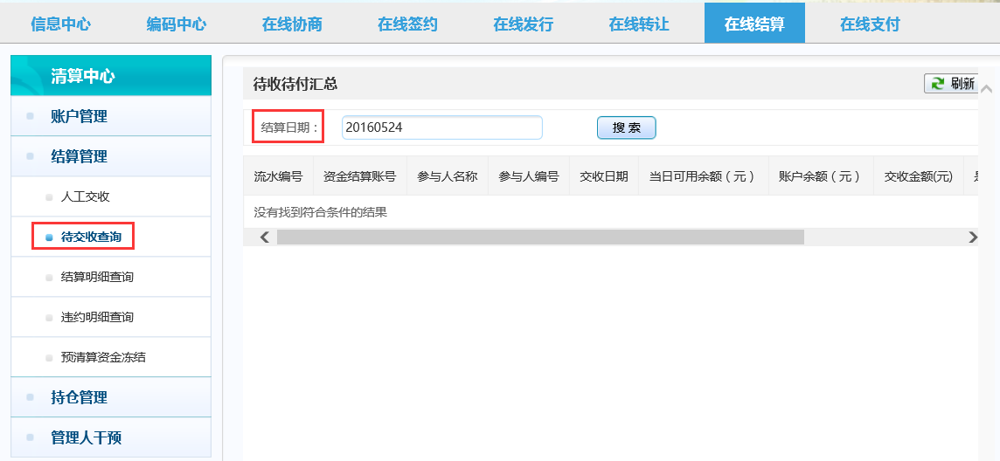 信息中心 编码中心 在线协商 在线签约 在线发行 在线转让 在线结算 在线支付
清算中心
账户管理
结算管理
人工交收
待交收查询
结算明细查询
违约明细查询
预清算资金冻结
持仓管理
管理人干预
待收待付汇总 刷新
结算日期： 20160524 搜 索
流水编号 资金结算账号 参与人名称 参与人编号 交收日期 当日可用余额（元） 账户余额（元） 交收金额(元)
没有找到符合条件的结果